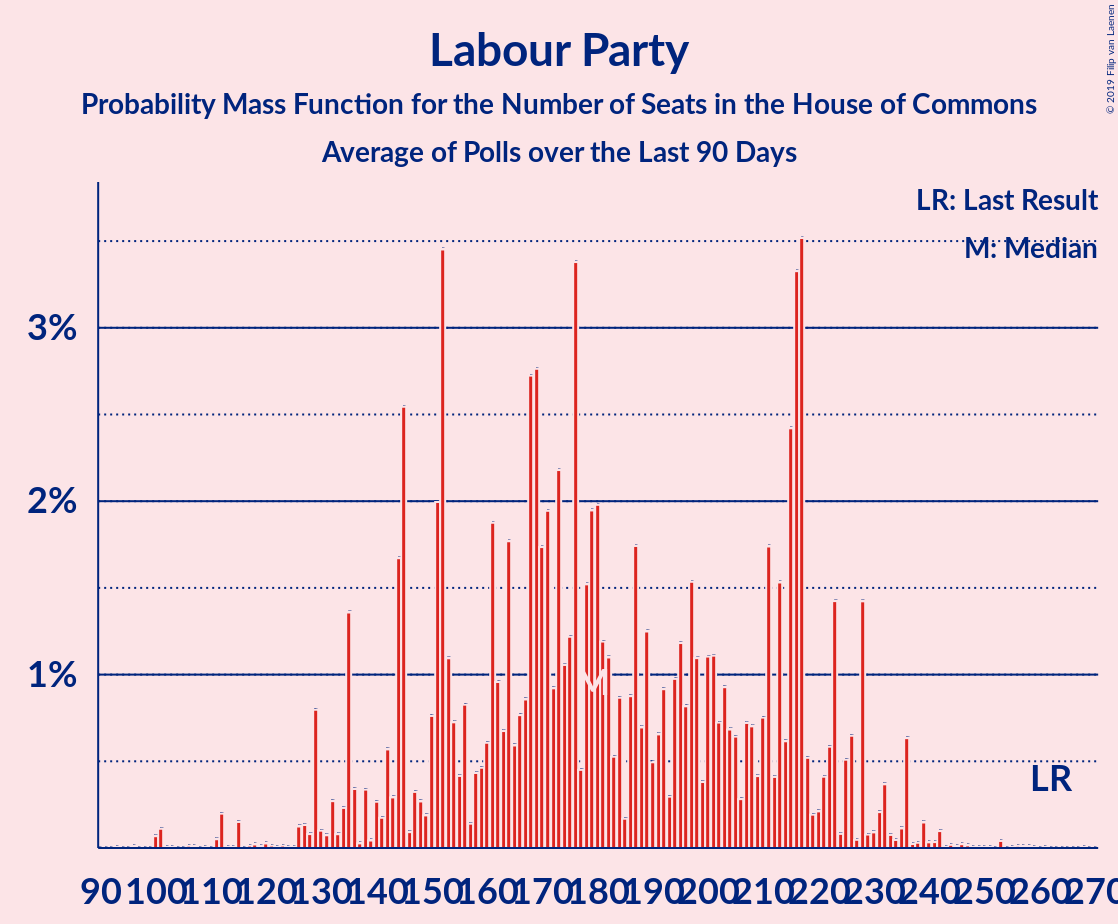 Labour Party
Probability Mass Function for the Number of Seats in the House of Commons
Average of Polls over the Last 90 Days
© 2019 Filip van Laenen
LR: Last Result
M: Median
3%
2%
1%
M
LR
90 100 110 120 130 140 150 160 170 180 190 200 210 220 230 240 250 260 270